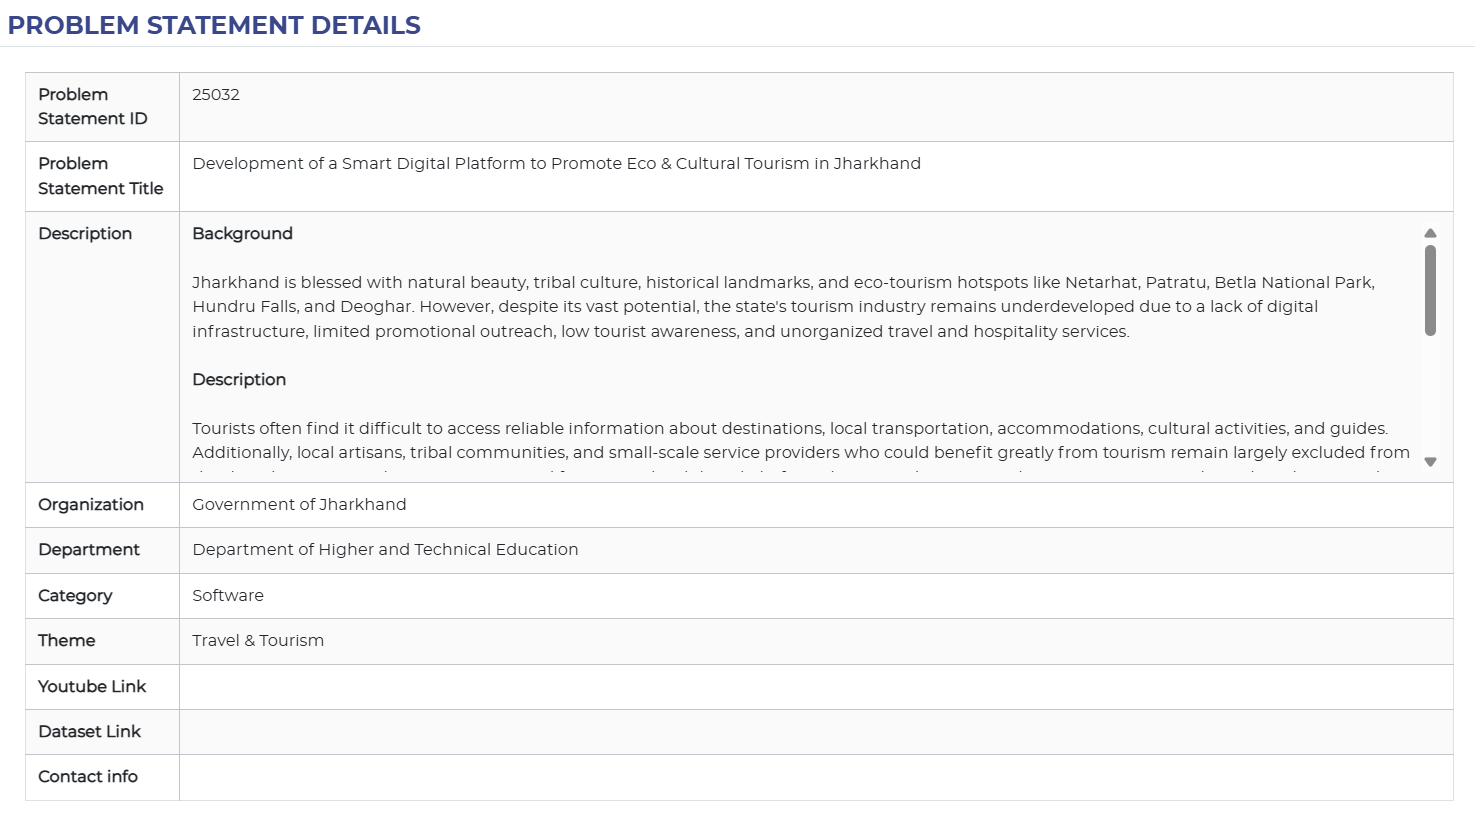 PROBLEM STATEMENT DETAILS
Problem
Statement ID
25032
Problem
Statement Title
Development of a Smart Digital Platform to Promote Eco & Cultural Tourism in Jharkhand
Description
Background
Jharkhand is blessed with natural beauty, tribal culture, historical landmarks, and eco-tourism hotspots like Netarhat, Patratu, Betla National Park,
Hundru Falls, and Deoghar. However, despite its vast potential, the state's tourism industry remains underdeveloped due to a lack of digital
infrastructure, limited promotional outreach, low tourist awareness, and unorganized travel and hospitality services.
Description
Tourists often find it difficult to access reliable information about destinations, local transportation, accommodations, cultural activities, and guides.
Additionally, local artisans, tribal communities, and small-scale service providers who could benefit greatly from tourism remain largely excluded from
Organization
Government of Jharkhand
Department
Department of Higher and Technical Education
Category
Software
Theme
Travel & Tourism
Youtube Link
Dataset Link
Contact info